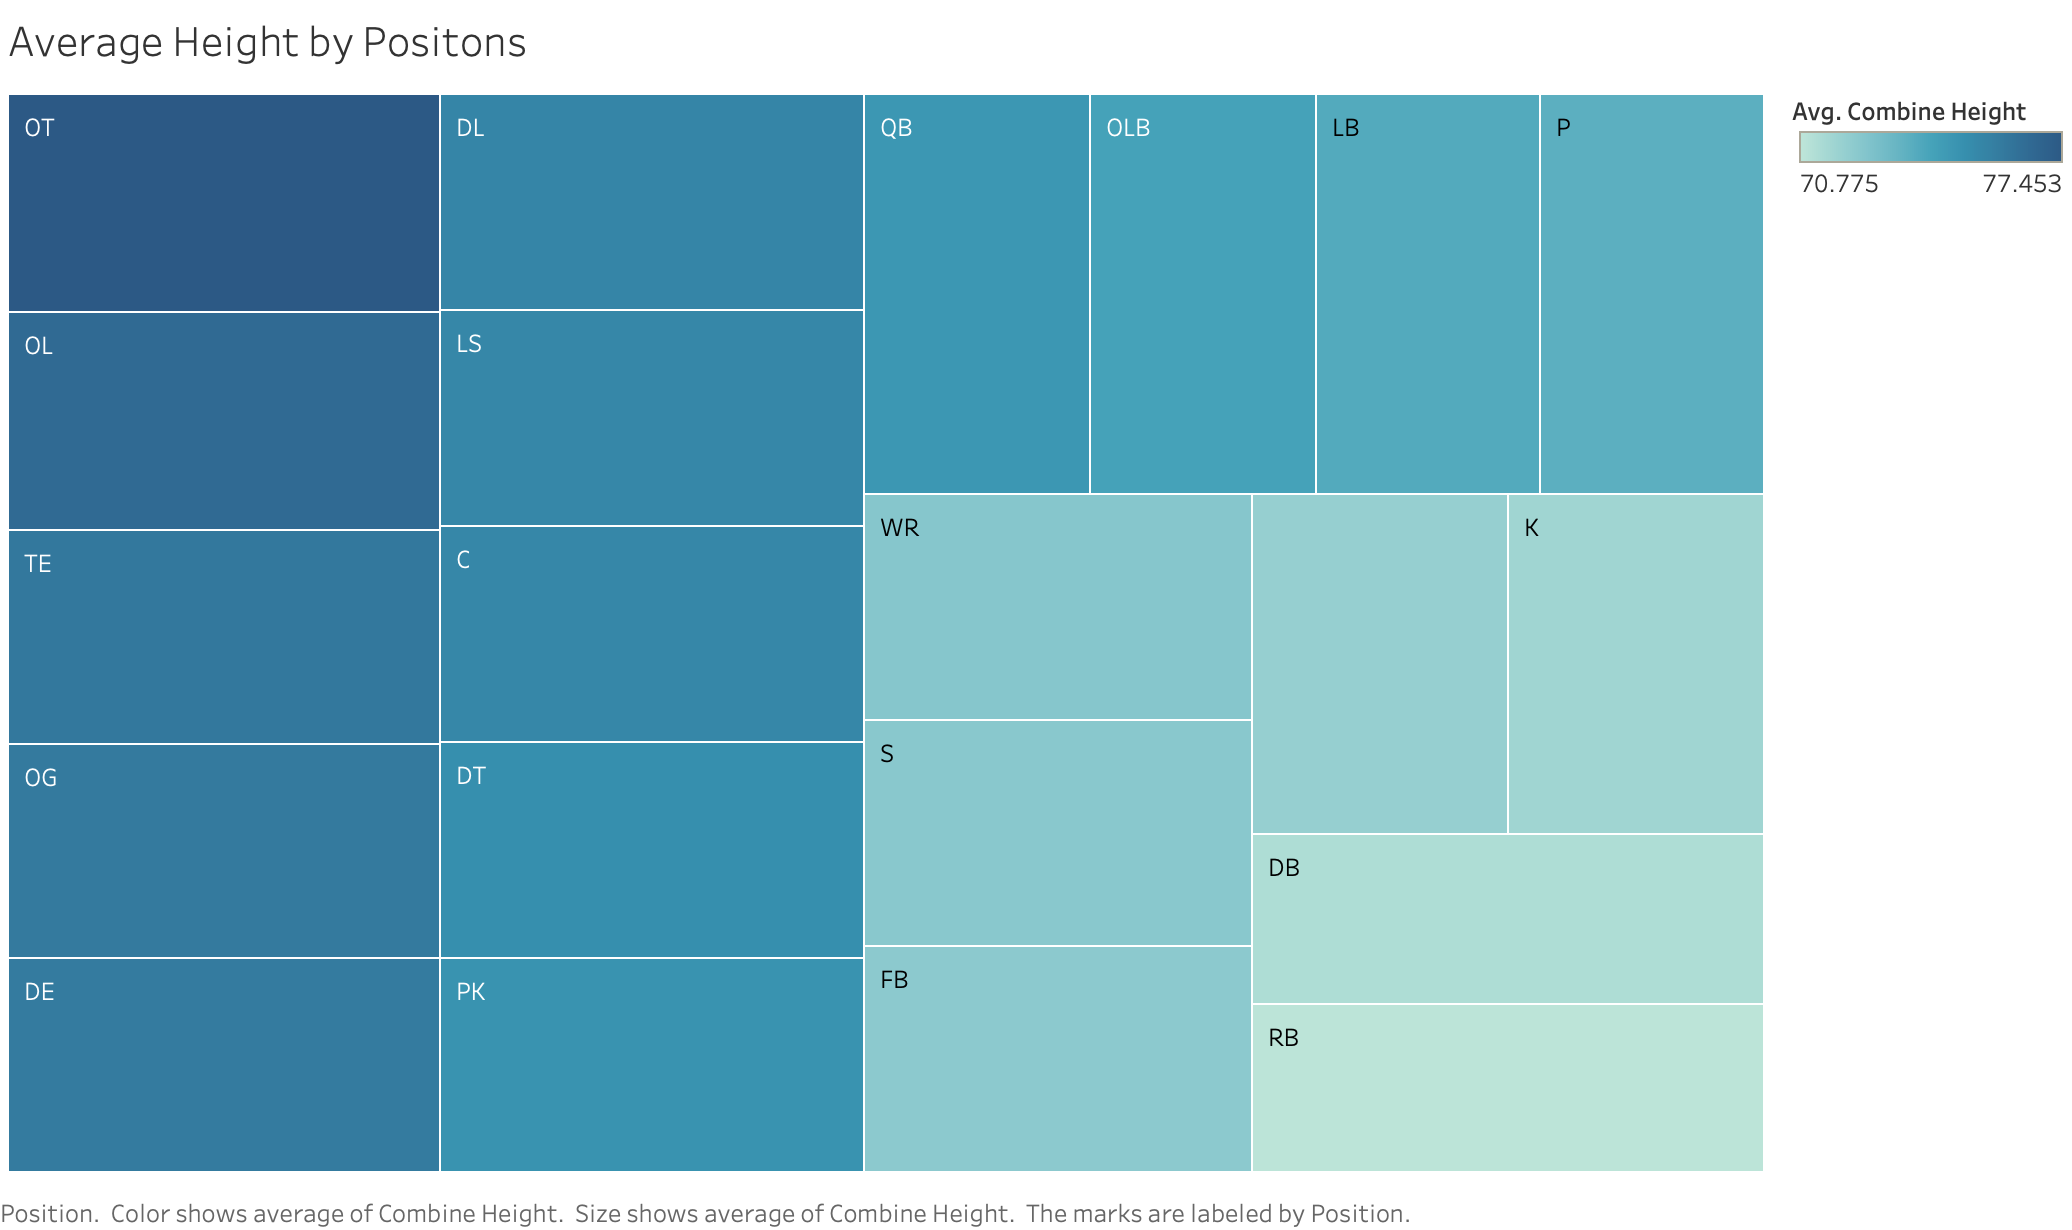 Average Height by Positons
OT
DL
QB
OLB
LB
P
Avg. Combine Height
70.775
77.453
OL
LS
TE
C
WR
K
OG
DT
S
DB
DE
PK
FB
RB
Position.  Color shows average of Combine Height.  Size shows average of Combine Height.  The marks are labeled by Position.